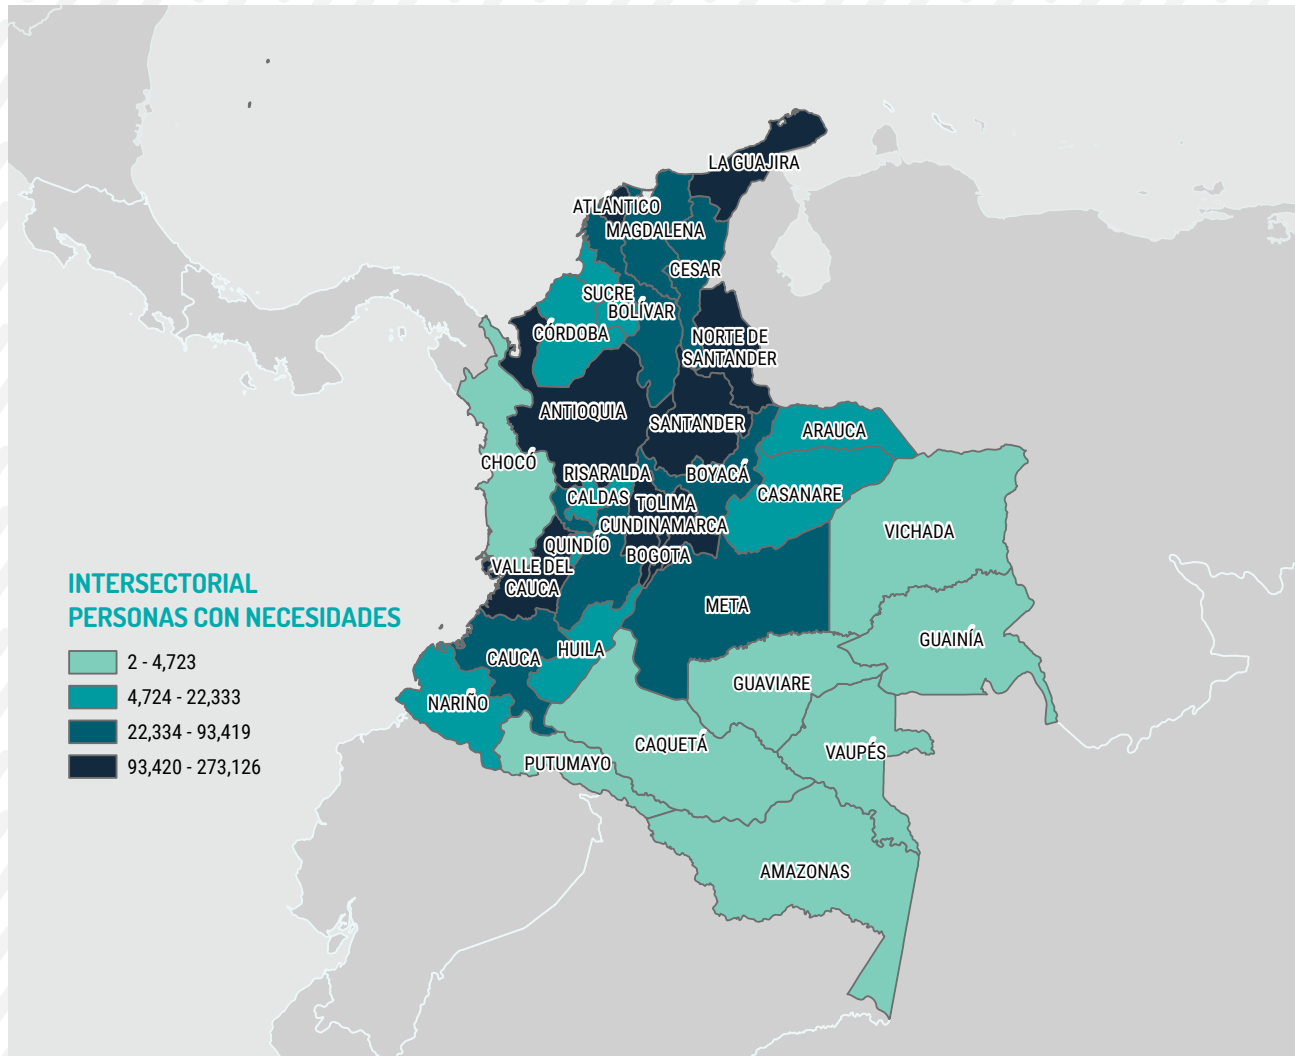 LA GUAJIRA
ATLÁNTICO
MAGDALENA
CESAR
SUCRE
BOLÍVAR
CÓRDOBA
NORTE DE
SANTANDER
ANTIOQUIA
SANTANDER
ARAUCA
CHOCÓ
RISARALDA
BOYACÁ
CALDAS
CASANARE
TOLIMA
CUNDINAMARCA
VICHADA
QUINDÍO
BOGOTA
VALLE DEL
CAUCA
META
GUAINÍA
HUILA
CAUCA
GUAVIARE
NARIÑO
CAQUETÁ
VAUPÉS
PUTUMAYO
AMAZONAS
INTERSECTORIAL
PERSONAS CON NECESIDADES
2 - 4,723
4,724 - 22,333
22,334 - 93,419
93,420 - 273,126